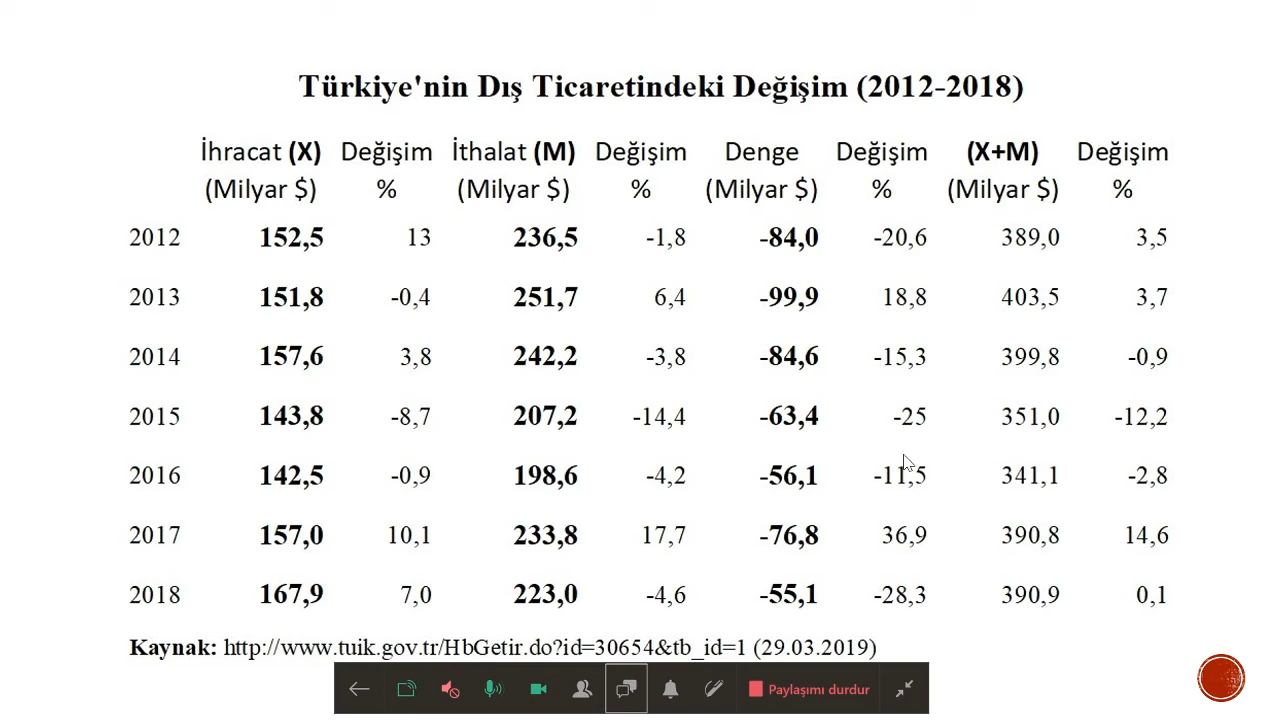 Türkiye'nin Dış Ticaretindeki Değişim (2012-2018)
İhracat (X) Değişim İthalat (M) Değişim Denge Değişim (X+M) Değişim
(Milyar $) % (Milyar $) % (Milyar $) % (Milyar $) %
2012 152,5 13 236,5 -1,8 -84,0 -20,6 389,0 3,5
2013 151,8 -0,4 251,7 6,4 -99,9 18,8 403,5 3,7
2014 157,6 3,8 242,2 -3,8 -84,6 -15,3 399,8 -0,9
2015 143,8 -8,7 207,2 -14,4 -63,4 -25 351,0 -12,2
2016 142,5 -0,9 198,6 -4,2 -56,1 -11,5 341,1 -2,8
2017 157,0 10,1 233,8 17,7 -76,8 36,9 390,8 14,6
2018 167,9 7,0 223,0 -4,6 -55,1 -28,3 390,9 0,1
Kaynak: http://www.tuik.gov.tr/HbGetir.do?id=30654&tb_id=1 (29.03.2019)
Paylaşımı durdur